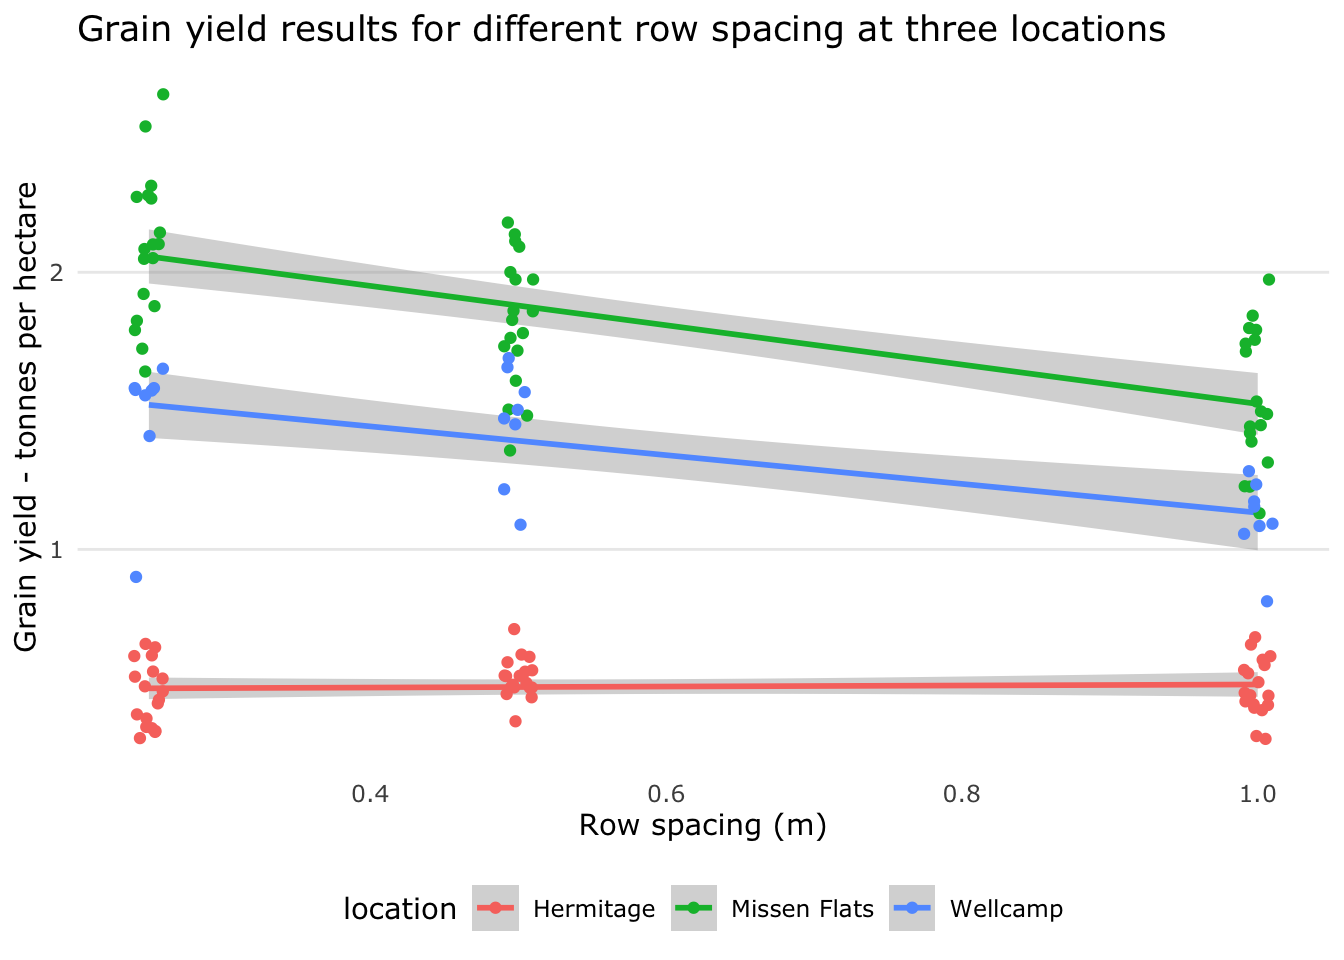 Grain yield results for different row spacing at three locations
Grain yield - tonnes per hectare
2
1
0.4 0.6 0.8 1.0
Row spacing (m)
location Hermitage Missen Flats Wellcamp